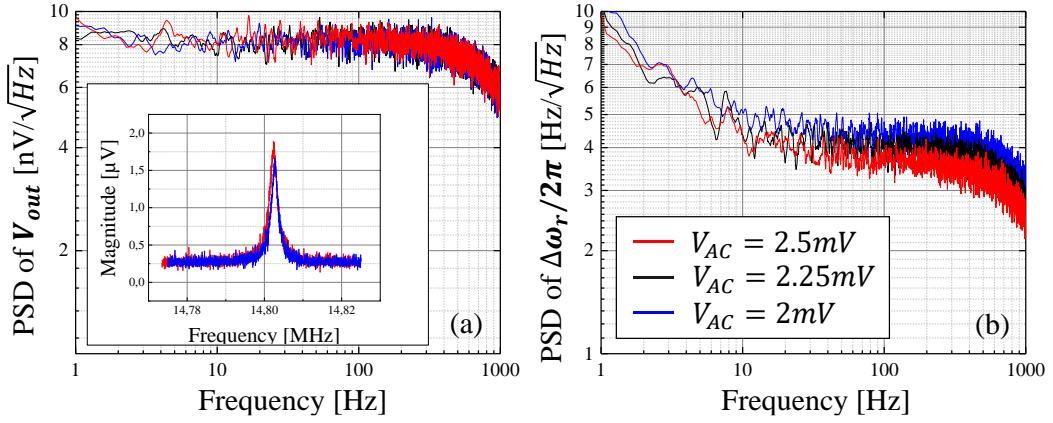 10
8
6
4
2
1
10
100
1000
PSD of V_out [nV/√Hz]
Frequency [Hz]
(a)
2,0
1,5
1,0
0,5
0,0
14,78
14,80
14,82
Magnitude [µV]
Frequency [MHz]
10
9
8
7
6
5
4
3
2
1
1
10
100
1000
PSD of Δω_r/2π [Hz/√Hz]
Frequency [Hz]
V_AC = 2.5mV
V_AC = 2.25mV
V_AC = 2mV
(b)